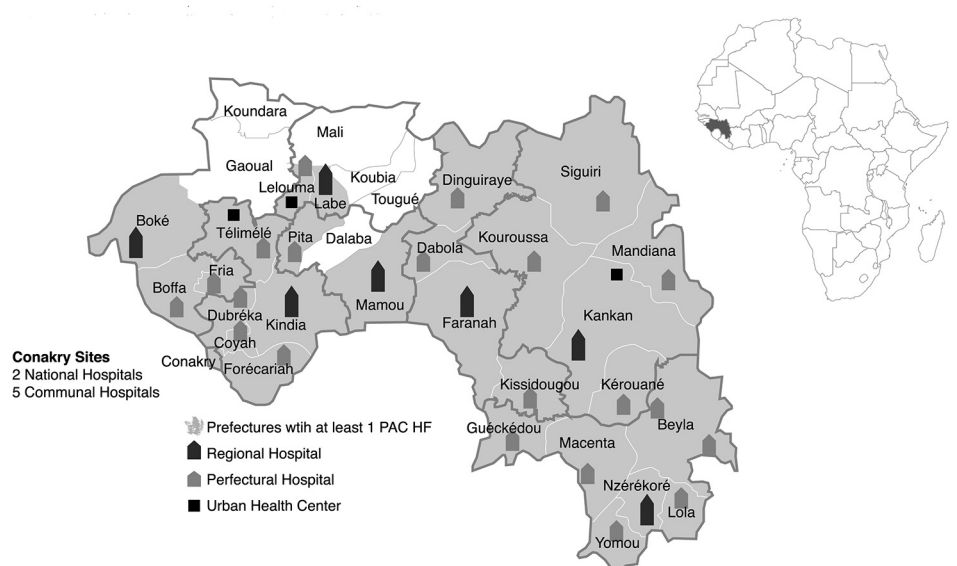 Koundara
Mali
Gaoual
Koubia
Lelouma
Labe
Tougué
Dinguiraye
Siguiri
Boké
Télimélé
Pita
Dalaba
Dabola
Kouroussa
Mandiana
Fria
Boffa
Dubréka
Kindia
Mamou
Faranah
Kankan
Coyah
Conakry
Forécariah
Conakry Sites
2 National Hospitals
5 Communal Hospitals
Kissidougou
Kérouané
Guéckédou
Macenta
Beyla
Nzérékoré
Lola
Yomou
Prefectures wtih at least 1 PAC HF
Regional Hospital
Perfectural Hospital
Urban Health Center